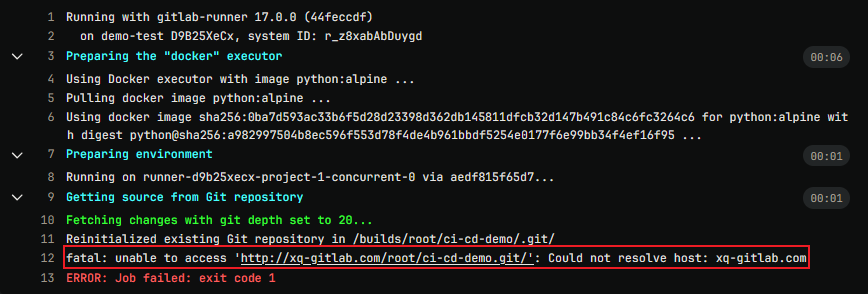 1 Running with gitlab-runner 17.0.0 (44feccdf)
2 on demo-test D9B25XeCx, system ID: r_z8xabAbDuygd
3 Preparing the "docker" executor 00:06
4 Using Docker executor with image python:alpine ...
5 Pulling docker image python:alpine ...
6 Using docker image sha256:0ba7d593ac33b6f5d28d23398d362db145811dfcb32d147b491c84c6fc3264c6 for python:alpine wit
h digest python@sha256:a982997504b8ec596f553d78f4de4b961bbdf5254e0177f6e99bb34f4ef16f95 ...
7 Preparing environment 00:01
8 Running on runner-d9b25xecx-project-1-concurrent-0 via aedf815f65d7...
9 Getting source from Git repository 00:01
10 Fetching changes with git depth set to 20...
11 Reinitialized existing Git repository in /builds/root/ci-cd-demo/.git/
12 fatal: unable to access 'http://xq-gitlab.com/root/ci-cd-demo.git/': Could not resolve host: xq-gitlab.com
13 ERROR: Job failed: exit code 1